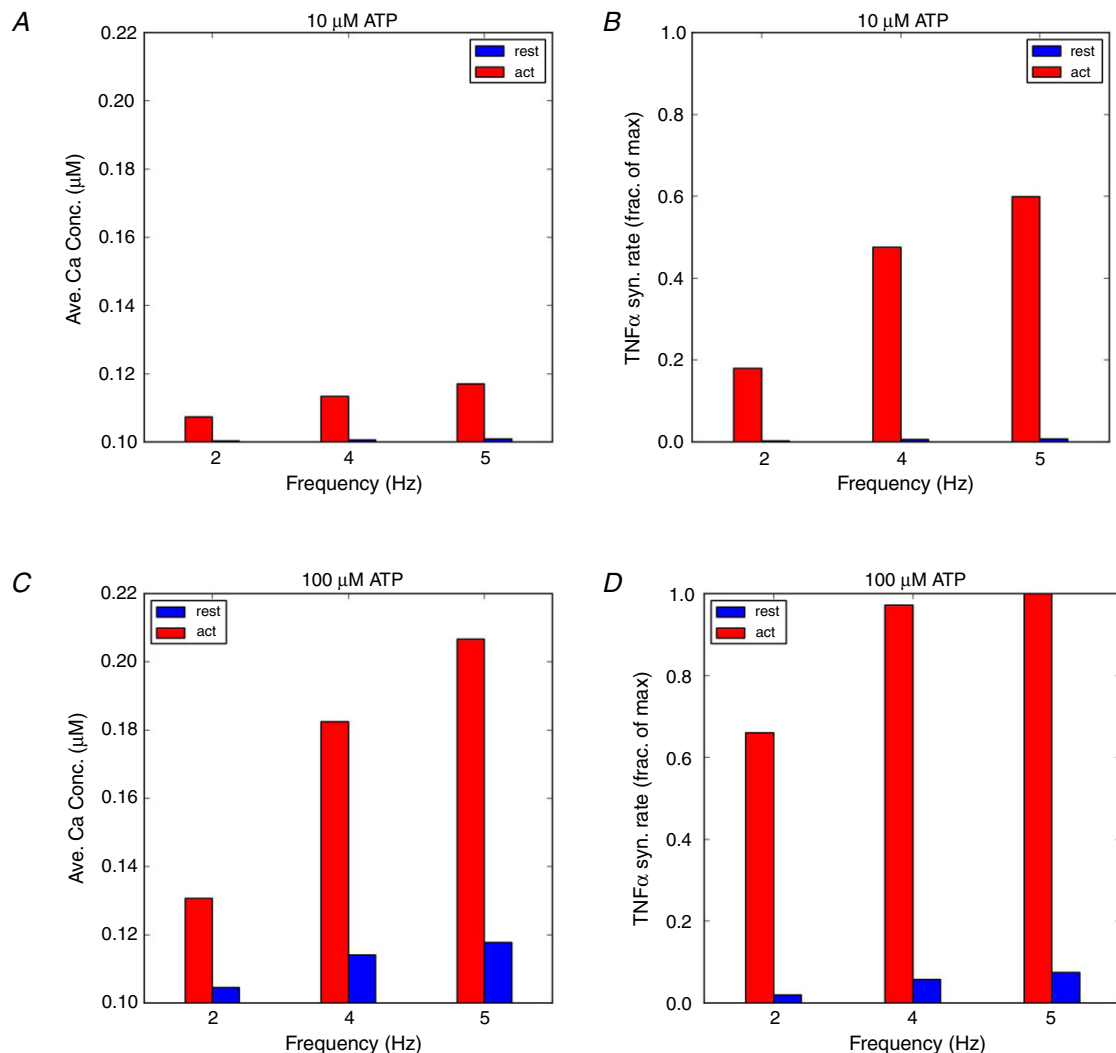 A
10 μM ATP
0.22
0.20
0.18
0.16
0.14
0.12
0.10
Ave. Ca Conc. (μM)
rest
act
2 4 5
Frequency (Hz)
B
10 μM ATP
1.0
0.8
0.6
0.4
0.2
0.0
TNFα syn. rate (frac. of max)
rest
act
2 4 5
Frequency (Hz)
C
100 μM ATP
0.22
0.20
0.18
0.16
0.14
0.12
0.10
Ave. Ca Conc. (μM)
rest
act
2 4 5
Frequency (Hz)
D
100 μM ATP
1.0
0.8
0.6
0.4
0.2
0.0
TNFα syn. rate (frac. of max)
rest
act
2 4 5
Frequency (Hz)